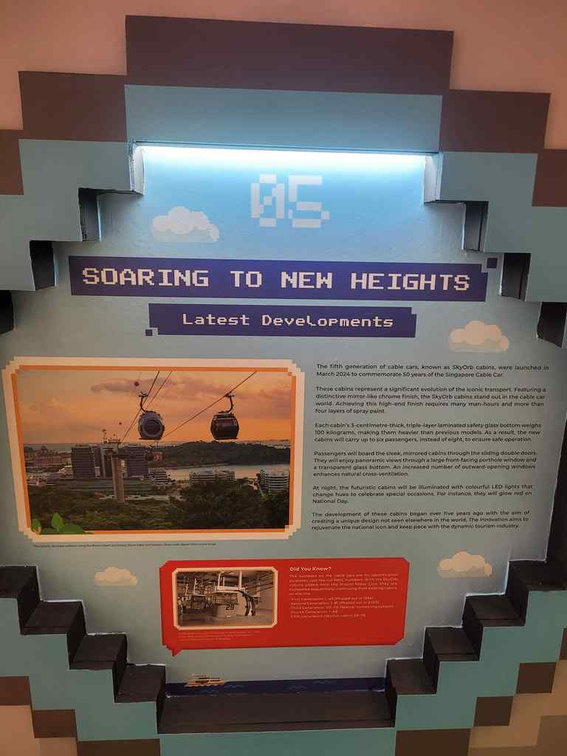 05
SOARING TO NEW HEIGHTS
Latest Developments
The fifth generation of cable cars, known as SkyOrb cabins, were launched in
March 2024 to commemorate 50 years of the Singapore Cable Car.
These cabins represent a significant evolution of the iconic transport. Featuring a
distinctive mirror-like chrome finish, the SkyOrb cabins stand out in the cable car
world. Achieving this high-end finish requires many man-hours and more than
four layers of spray paint.
Each cabin's 3-centimetre-thick, triple-layer laminated safety glass bottom weighs
100 kilograms, making them heavier than previous models. As a result, the new
cabins will carry up to six passengers, instead of eight, to ensure safe operation.
Passengers will board the sleek, mirrored cabins through the sliding double doors.
They will enjoy panoramic views through a large front-facing porthole window and
a transparent glass bottom. An increased number of outward-opening windows
enhances natural cross-ventilation.
At night, the futuristic cabins will be illuminated with colourful LED lights that
change hues to celebrate special occasions. For instance, they will glow red on
National Day.
The development of these cabins began over five years ago with the aim of
creating a unique design not seen elsewhere in the world. The innovation aims to
rejuvenate the national icon and keep pace with the dynamic tourism industry.
Did You Know?